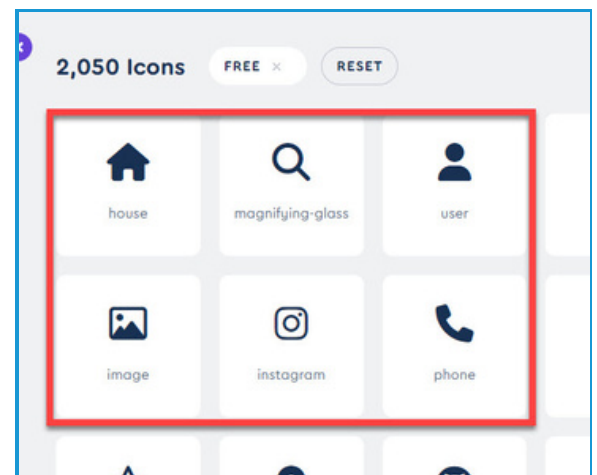 2,050 Icons FREE × RESET
house magnifying-glass user
image instagram phone